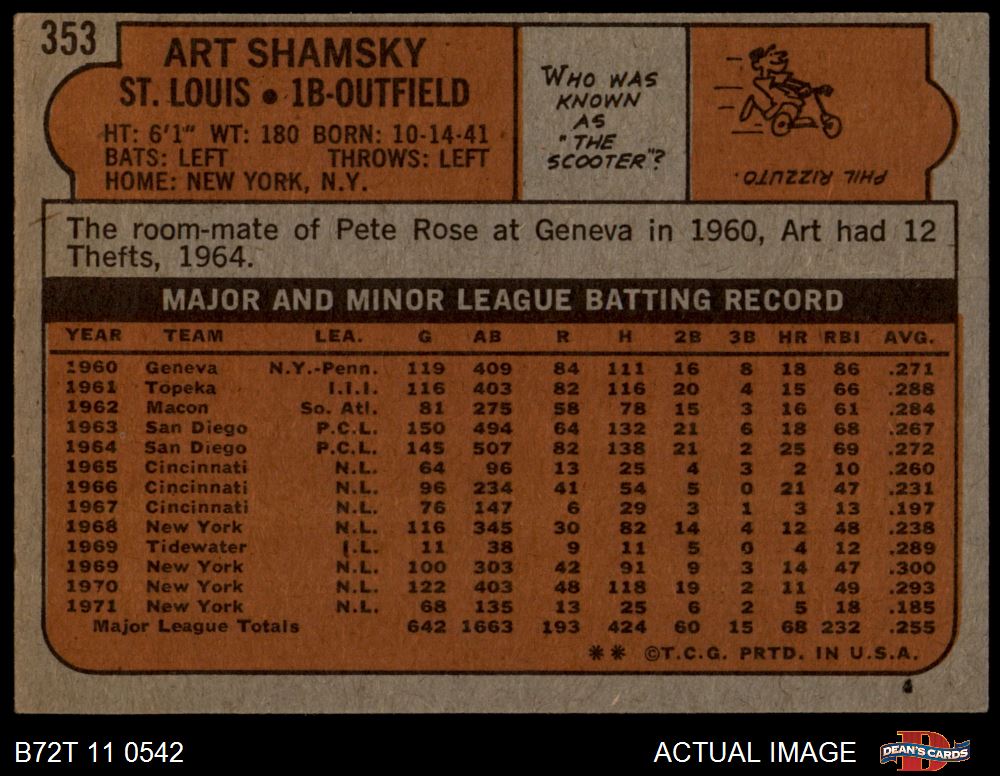 353
ART SHAMSKY
ST. LOUIS • 1B-OUTFIELD
HT: 6'1" WT: 180 BORN: 10-14-41
BATS: LEFT THROWS: LEFT
HOME: NEW YORK, N.Y.
WHO WAS
KNOWN
AS
"THE
SCOOTER"?
PHIL RIZZUTO.
The room-mate of Pete Rose at Geneva in 1960, Art had 12
Thefts, 1964.
MAJOR AND MINOR LEAGUE BATTING RECORD
YEAR TEAM LEA. G AB R H 2B 3B HR RBI AVG.
1960 Geneva N.Y.-Penn. 119 409 84 111 16 8 18 86 .271
1961 Topeka I.I.I. 116 403 82 116 20 4 15 66 .288
1962 Macon So. Atl. 81 275 58 78 15 3 16 61 .284
1963 San Diego P.C.L. 150 494 64 132 21 6 18 68 .267
1964 San Diego P.C.L. 145 507 82 138 21 2 25 69 .272
1965 Cincinnati N.L. 64 96 13 25 4 3 2 10 .260
1966 Cincinnati N.L. 96 234 41 54 5 0 21 47 .231
1967 Cincinnati N.L. 76 147 6 29 3 1 3 13 .197
1968 New York N.L. 116 345 30 82 14 4 12 48 .238
1969 Tidewater I.L. 11 38 9 11 5 0 4 12 .289
1969 New York N.L. 100 303 42 91 9 3 14 47 .300
1970 New York N.L. 122 403 48 118 19 2 11 49 .293
1971 New York N.L. 68 135 13 25 6 2 5 18 .185
Major League Totals 642 1663 193 424 60 15 68 232 .255
** ©T.C.G. PRTD. IN U.S.A.
B72T 11 0542
ACTUAL IMAGE
DEAN'S CARDS